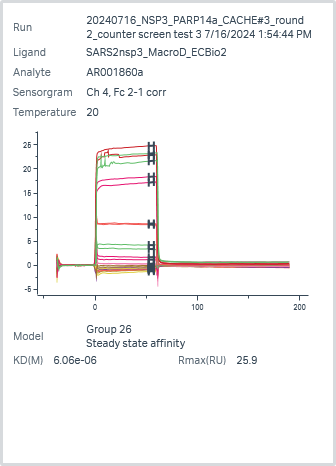 Run 20240716_NSP3_PARP14a_CACHE#3_round
2_counter screen test 3 7/16/2024 1:54:44 PM
Ligand SARS2nsp3_MacroD_ECBio2
Analyte AR001860a
Sensorgram Ch 4, Fc 2-1 corr
Temperature 20
26
20
15
10
5
0
-5
0 100 200
Model Group 26
Steady state affinity
KD(M) 6.06e-06 Rmax(RU) 25.9